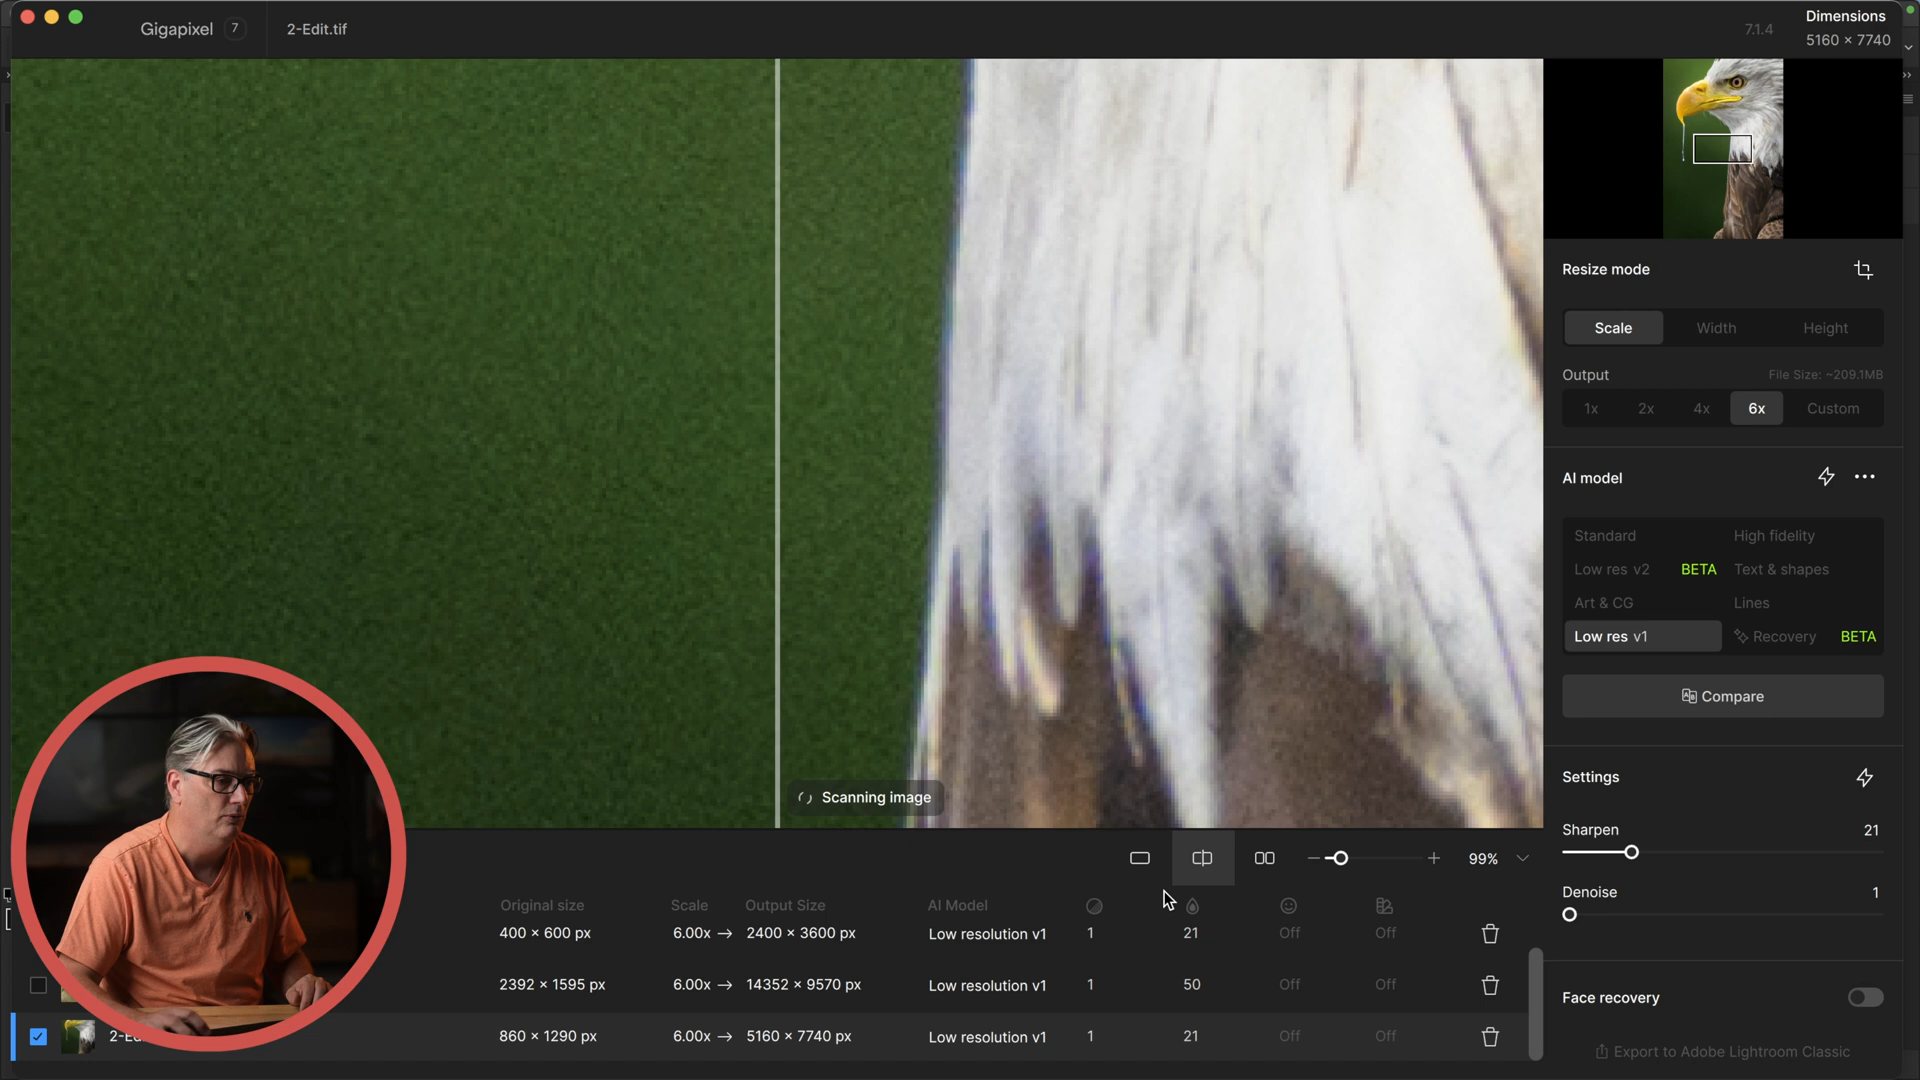 Gigapixel 7 2-Edit.tif 7.1.4 Dimensions
5160 × 7740
Resize mode
Scale Width Height
Output File Size: ~209.1MB
1x 2x 4x 6x Custom
AI model
Standard High fidelity
Low res v2 BETA Text & shapes
Art & CG Lines
Low res v1 Recovery BETA
Compare
Settings
Scanning image
Sharpen 21
99%
Denoise 1
Original size Scale Output Size AI Model
400 × 600 px 6.00x → 2400 × 3600 px Low resolution v1 1 21 Off Off
2392 × 1595 px 6.00x → 14352 × 9570 px Low resolution v1 1 50 Off Off
Face recovery
860 × 1290 px 6.00x → 5160 × 7740 px Low resolution v1 1 21 Off Off
Export to Adobe Lightroom Classic